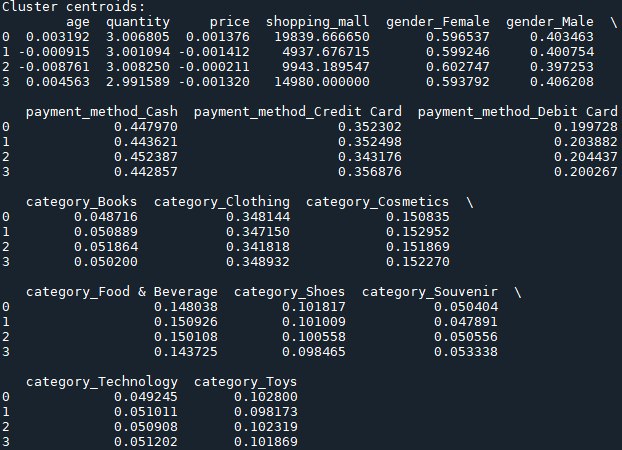 Cluster centroids:
        age  quantity     price  shopping_mall  gender_Female  gender_Male  \
0  0.003192  3.006805  0.001376   19839.666650       0.596537     0.403463
1 -0.000915  3.001094 -0.001412    4937.676715       0.599246     0.400754
2 -0.008761  3.008250 -0.000211    9943.189547       0.602747     0.397253
3  0.004563  2.991589 -0.001320   14980.000000       0.593792     0.406208
   payment_method_Cash  payment_method_Credit Card  payment_method_Debit Card
0             0.447970                    0.352302                   0.199728
1             0.443621                    0.352498                   0.203882
2             0.452387                    0.343176                   0.204437
3             0.442857                    0.356876                   0.200267
   category_Books  category_Clothing  category_Cosmetics  \
0        0.048716           0.348144            0.150835
1        0.050889           0.347150            0.152952
2        0.051864           0.341818            0.151869
3        0.050200           0.348932            0.152270
   category_Food & Beverage  category_Shoes  category_Souvenir  \
0                  0.148038        0.101817           0.050404
1                  0.150926        0.101009           0.047891
2                  0.150108        0.100558           0.050556
3                  0.143725        0.098465           0.053338
   category_Technology  category_Toys
0             0.049245       0.102800
1             0.051011       0.098173
2             0.050908       0.102319
3             0.051202       0.101869